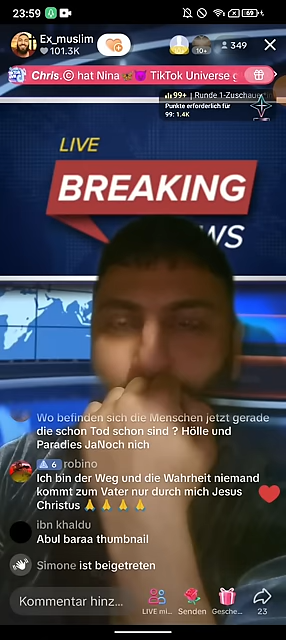 23:59
Ex_muslim
101.3K
10+
349
Chris.© hat Nina TikTok Universe g
99+ | Runde 1-Zuschaue
Punkte erforderlich für
99: 1.4K
LIVE
BREAKING
WS
Wo befinden sich die Menschen jetzt gerade
die schon Tod schon sind ? Hölle und
Paradies JaNoch nich
6 robino
Ich bin der Weg und die Wahrheit niemand
kommt zum Vater nur durch mich Jesus
Christus 🙏 🙏 🙏 🙏
ibn khaldu
Abul baraa thumbnail
Simone ist beigetreten
Kommentar hinz...
LIVE mi...
Senden
Gesche...
23